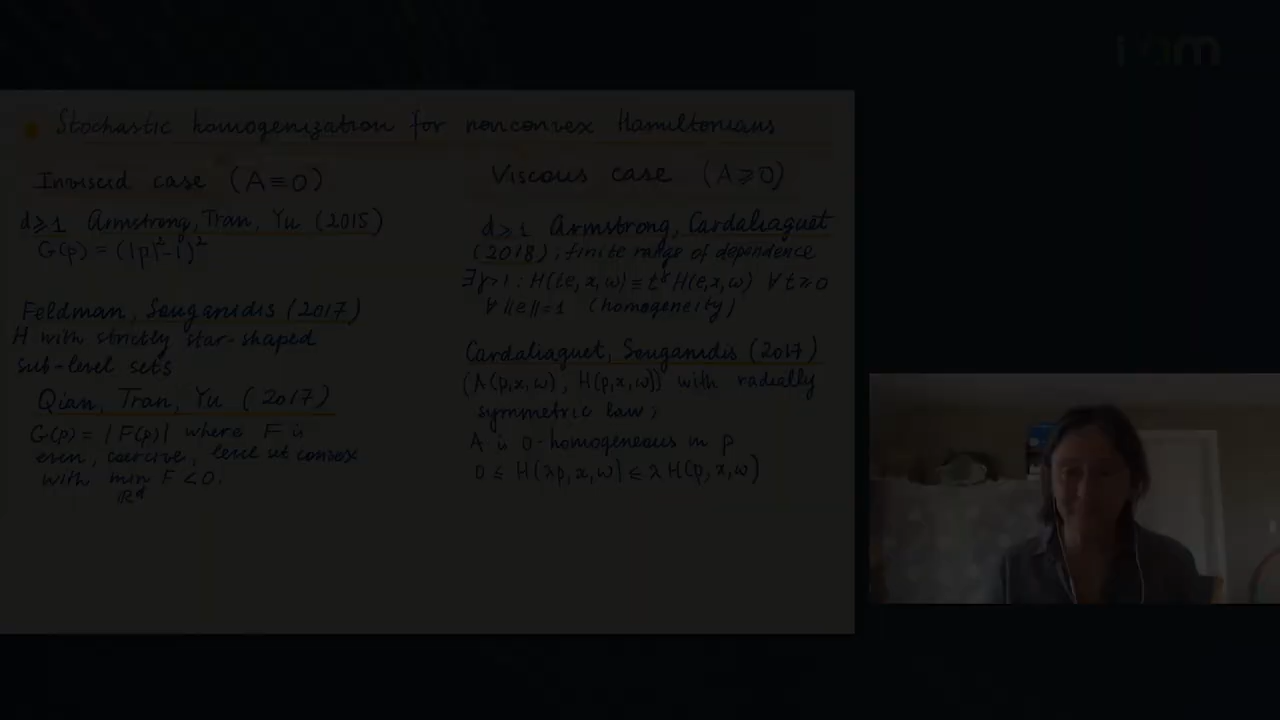 Stochastic homogenization for nonconvex Hamiltonians
Inviscid case (A≡0)
d≥1 Armstrong, Tran, Yu (2015)
G(p) = (|p|²-1)²
Feldman, Souganidis (2017)
H with strictly star-shaped
sub-level sets
Qian, Tran, Yu (2017)
G(p) = |F(p)| where F is
even, coercive, level set convex
with min F < 0.
ℝᵈ
Viscous case (A≥0)
d≥1 Armstrong, Cardaliaguet
(2018), finite range of dependence
∃γ>1 : H(te,x,ω) ≡ t^γ H(e,x,ω) ∀t≥0
∀ ||e||=1 (homogeneity)
Cardaliaguet, Souganidis (2017)
(A(p,x,ω), H(p,x,ω)) with radially
symmetric law;
A is 0-homogeneous in p
0 ≤ H(λp,x,ω) ≤ λ H(p,x,ω)